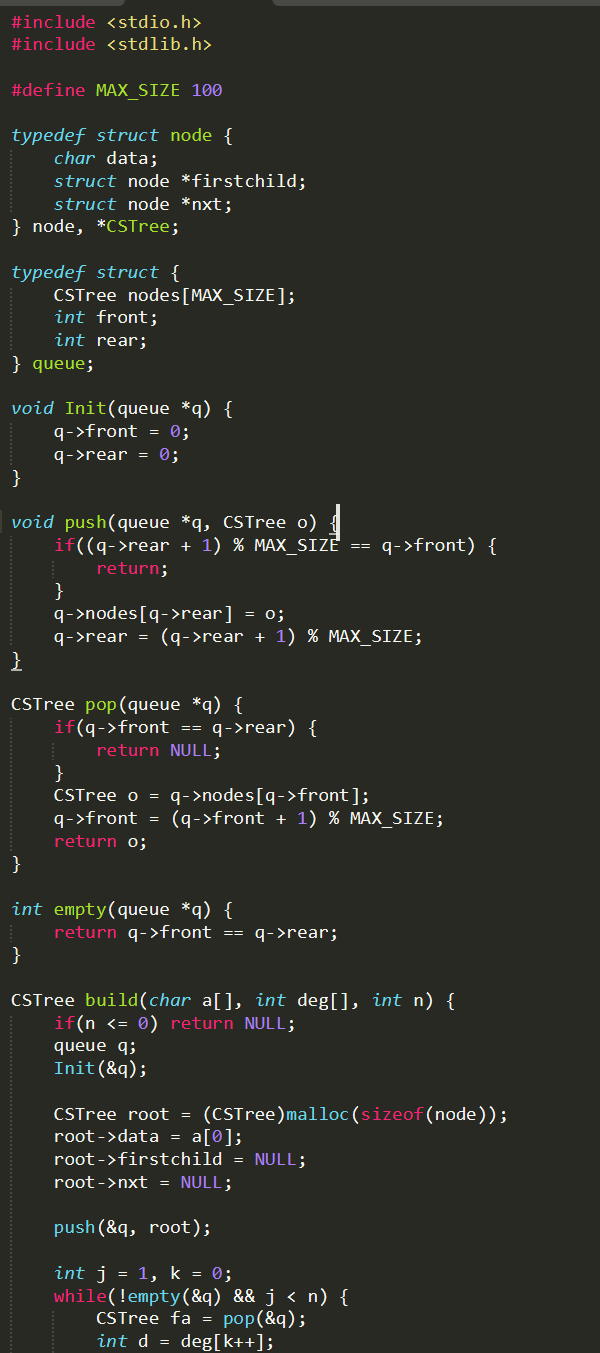 #include <stdio.h>
#include <stdlib.h>
#define MAX_SIZE 100
typedef struct node {
char data;
struct node *firstchild;
struct node *nxt;
} node, *CSTree;
typedef struct {
CSTree nodes[MAX_SIZE];
int front;
int rear;
} queue;
void Init(queue *q) {
q->front = 0;
q->rear = 0;
}
void push(queue *q, CSTree o) {
if((q->rear + 1) % MAX_SIZE == q->front) {
return;
}
q->nodes[q->rear] = o;
q->rear = (q->rear + 1) % MAX_SIZE;
}
CSTree pop(queue *q) {
if(q->front == q->rear) {
return NULL;
}
CSTree o = q->nodes[q->front];
q->front = (q->front + 1) % MAX_SIZE;
return o;
}
int empty(queue *q) {
return q->front == q->rear;
}
CSTree build(char a[], int deg[], int n) {
if(n <= 0) return NULL;
queue q;
Init(&q);
CSTree root = (CSTree)malloc(sizeof(node));
root->data = a[0];
root->firstchild = NULL;
root->nxt = NULL;
push(&q, root);
int j = 1, k = 0;
while(!empty(&q) && j < n) {
CSTree fa = pop(&q);
int d = deg[k++];